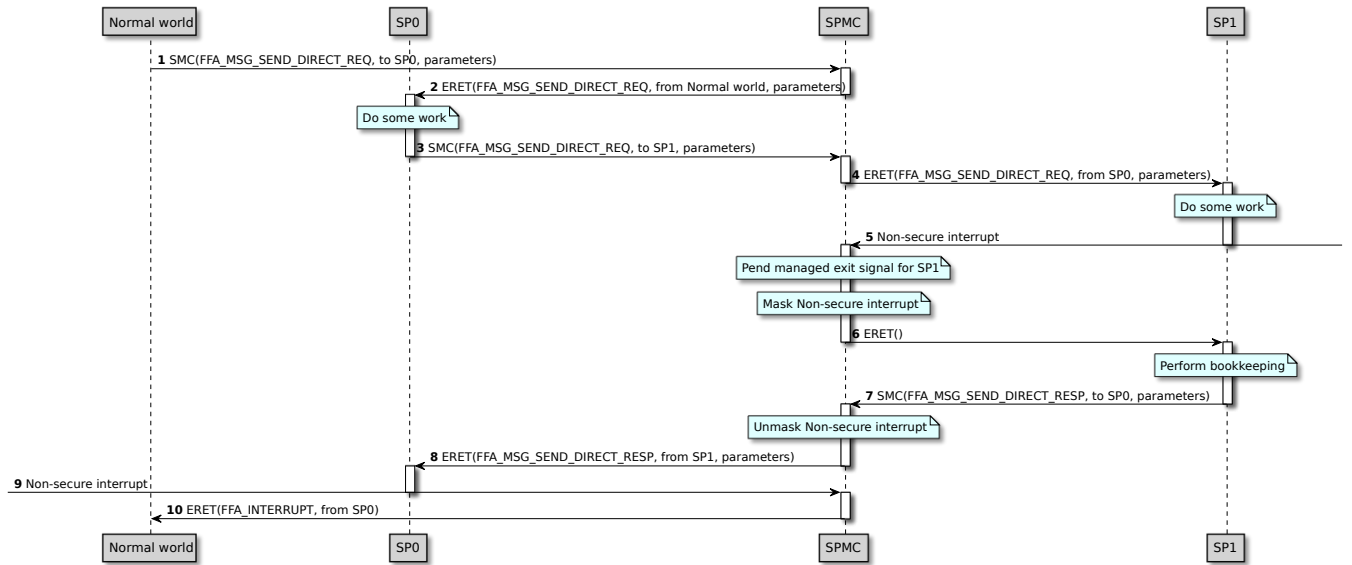 Normal world
SP0
SPMC
SP1
1 SMC(FFA_MSG_SEND_DIRECT_REQ, to SP0, parameters)
2 ERET(FFA_MSG_SEND_DIRECT_REQ, from Normal world, parameters)
Do some work
3 SMC(FFA_MSG_SEND_DIRECT_REQ, to SP1, parameters)
4 ERET(FFA_MSG_SEND_DIRECT_REQ, from SP0, parameters)
Do some work
5 Non-secure interrupt
Pend managed exit signal for SP1
Mask Non-secure interrupt
6 ERET()
Perform bookkeeping
7 SMC(FFA_MSG_SEND_DIRECT_RESP, to SP0, parameters)
Unmask Non-secure interrupt
8 ERET(FFA_MSG_SEND_DIRECT_RESP, from SP1, parameters)
9 Non-secure interrupt
10 ERET(FFA_INTERRUPT, from SP0)
Normal world
SP0
SPMC
SP1